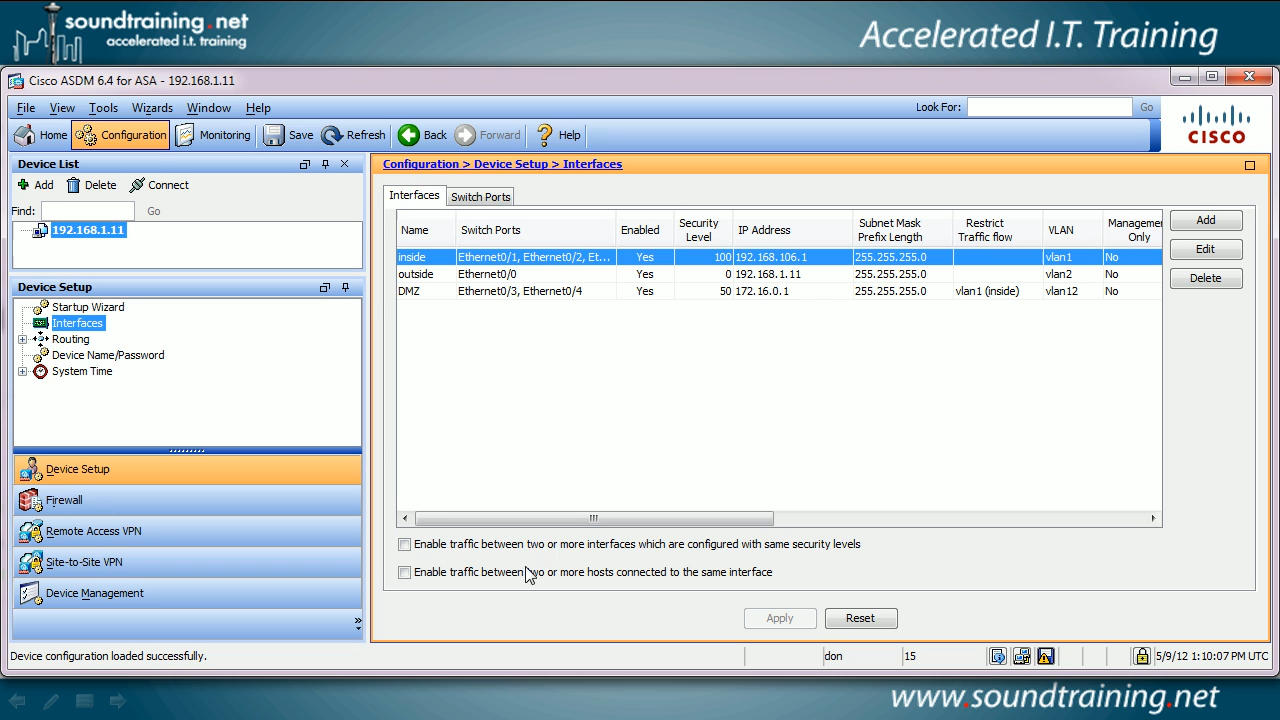 soundtraining.net
accelerated i.t. training
Accelerated I.T. Training
Cisco ASDM 6.4 for ASA - 192.168.1.11
File View Tools Wizards Window Help Look For: Go
Home Configuration Monitoring Save Refresh Back Forward Help
CISCO
Device List
Add Delete Connect
Find: Go
192.168.1.11
Device Setup
Startup Wizard
Interfaces
Routing
Device Name/Password
System Time
Device Setup
Firewall
Remote Access VPN
Site-to-Site VPN
Device Management
Configuration > Device Setup > Interfaces
Interfaces Switch Ports
Name Switch Ports Enabled Security Level IP Address Subnet Mask Prefix Length Restrict Traffic flow VLAN Management Only
inside Ethernet0/1, Ethernet0/2, Et... Yes 100 192.168.106.1 255.255.255.0 vlan1 No
outside Ethernet0/0 Yes 0 192.168.1.11 255.255.255.0 vlan2 No
DMZ Ethernet0/3, Ethernet0/4 Yes 50 172.16.0.1 255.255.255.0 vlan1 (inside) vlan12 No
Add
Edit
Delete
Enable traffic between two or more interfaces which are configured with same security levels
Enable traffic between two or more hosts connected to the same interface
Apply Reset
Device configuration loaded successfully. don 15 5/9/12 1:10:07 PM UTC
www.soundtraining.net